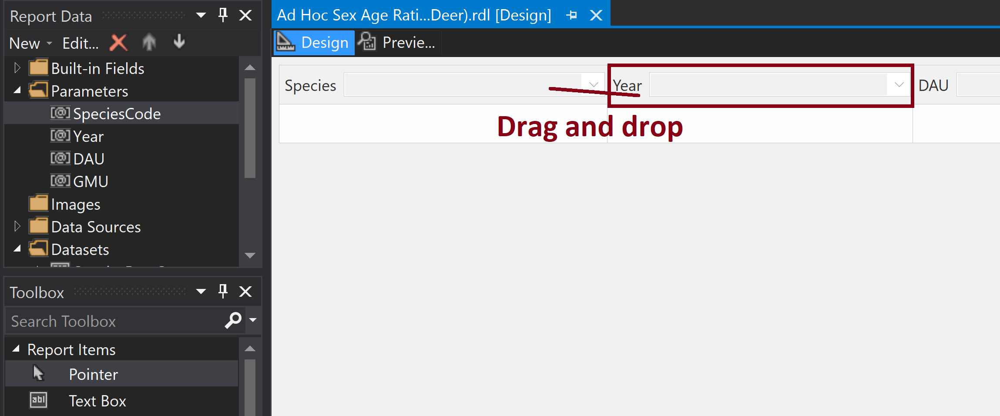 Report Data
New Edit...
Built-in Fields
Parameters
[@] SpeciesCode
[@] Year
[@] DAU
[@] GMU
Images
Data Sources
Datasets
Toolbox
Search Toolbox
Report Items
Pointer
abl Text Box
Ad Hoc Sex Age Rati...Deer).rdl [Design]
Design Previe...
Species Year DAU
Drag and drop